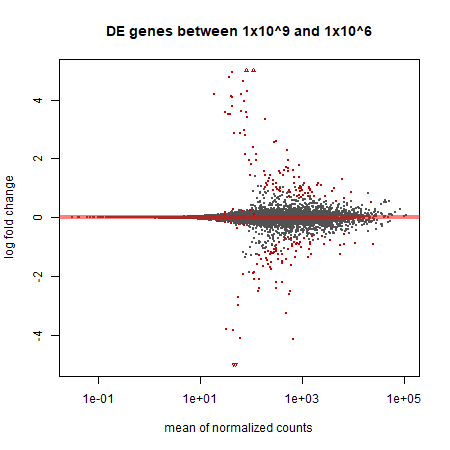 DE genes between 1x10^9 and 1x10^6
log fold change
4
2
0
-2
-4
1e-01
1e+01
1e+03
1e+05
mean of normalized counts